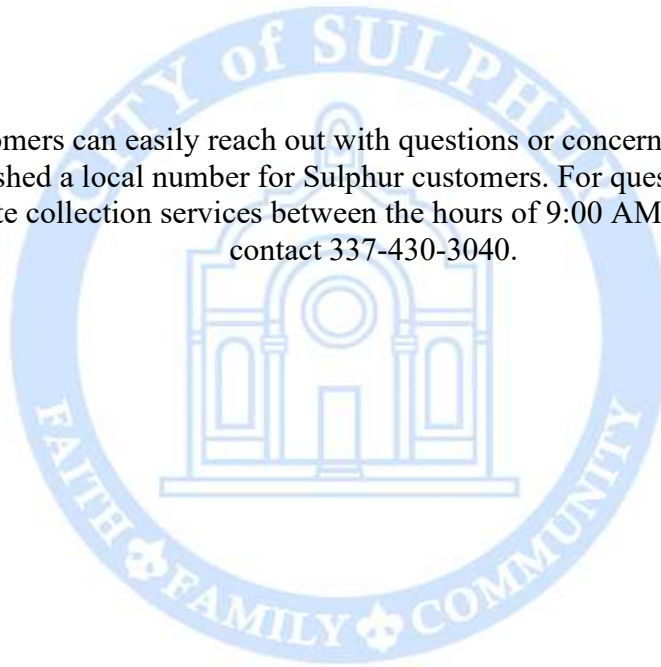 CITY of SULPHUR
omers can easily reach out with questions or concern
shed a local number for Sulphur customers. For ques
te collection services between the hours of 9:00 AM
contact 337-430-3040.
FAITH FAMILY COMMUNITY